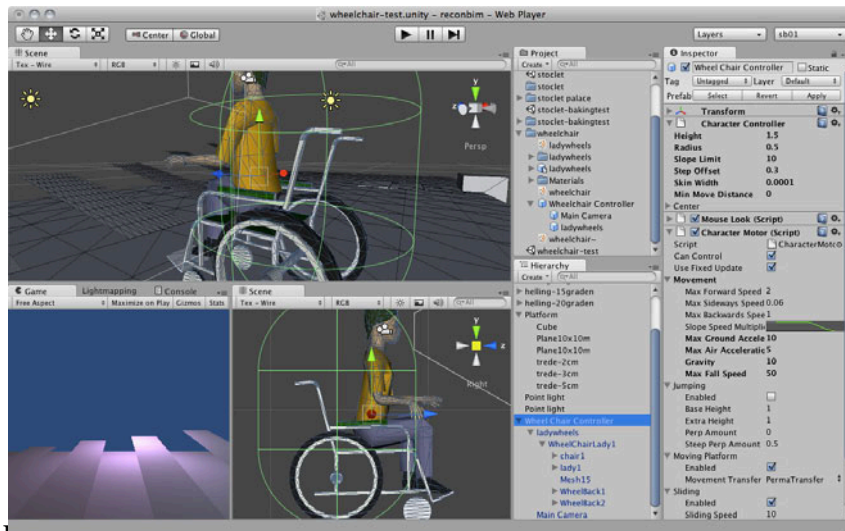 wheelchair-test.unity - reconbim - Web Player
Center Global Layers sb01
Scene
Tex - Wire RGB All
y
Persp
Game Lightmapping Console
Free Aspect Maximize on Play Gizmos Stats
Scene
Tex - Wire RGB All
y
z
Right
Project
Create All
stoclet
stoclet
stoclet palace
stoclet-bakingtest
stoclet-bakingtest
wheelchair
ladywheels
ladywheels
ladywheels
Materials
wheelchair
Wheelchair Controller
Main Camera
ladywheels
wheelchair-
wheelchair-test
Hierarchy
Create All
helling-15graden
helling-20graden
Platform
Cube
Plane10x10m
Plane10x10m
trede-2cm
trede-3cm
trede-5cm
Point light
Point light
Wheel Chair Controller
ladywheels
WheelChairLady1
chair1
lady1
Mesh15
WheelBack1
WheelBack2
Main Camera
Inspector
Wheel Chair Controller Static
Tag Untagged Layer Default
Prefab Select Revert Apply
Transform
Character Controller
Height 1.5
Radius 0.5
Slope Limit 10
Step Offset 0.3
Skin Width 0.0001
Min Move Distance 0
Center
Mouse Look (Script)
Character Motor (Script)
Script CharacterMoto
Can Control
Use Fixed Update
Movement
Max Forward Speed 2
Max Sideways Speed 0.06
Max Backwards Spee 1
Slope Speed Multiplie
Max Ground Accele 10
Max Air Acceleratic 5
Gravity 10
Max Fall Speed 50
Jumping
Enabled
Base Height 1
Extra Height 1
Perp Amount 0
Steep Perp Amount 0.5
Moving Platform
Enabled
Movement Transfer PermaTransfer
Sliding
Enabled
Sliding Speed 10